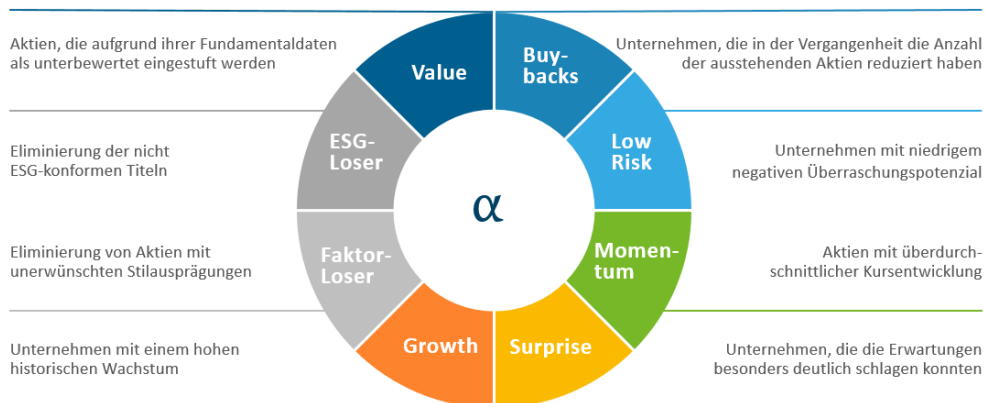 Aktien, die aufgrund ihrer Fundamentaldaten
als unterbewertet eingestuft werden
Value
Buy-
backs
Unternehmen, die in der Vergangenheit die Anzahl
der ausstehenden Aktien reduziert haben
Eliminierung der nicht
ESG-konformen Titeln
ESG-
Loser
Low
Risk
Unternehmen mit niedrigem
negativen Überraschungspotenzial
α
Eliminierung von Aktien mit
unerwünschten Stilausprägungen
Faktor-
Loser
Momen-
tum
Aktien mit überdurch-
schnittlicher Kursentwicklung
Unternehmen mit einem hohen
historischen Wachstum
Growth
Surprise
Unternehmen, die die Erwartungen
besonders deutlich schlagen konnten